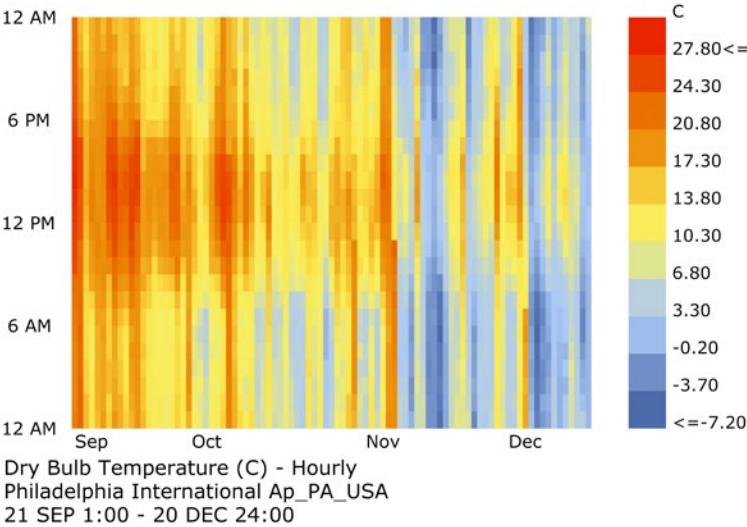 12 AM
6 PM
12 PM
6 AM
12 AM
Sep Oct Nov Dec
C
27.80<=
24.30
20.80
17.30
13.80
10.30
6.80
3.30
-0.20
-3.70
<=-7.20
Dry Bulb Temperature (C) - Hourly
Philadelphia International Ap_PA_USA
21 SEP 1:00 - 20 DEC 24:00